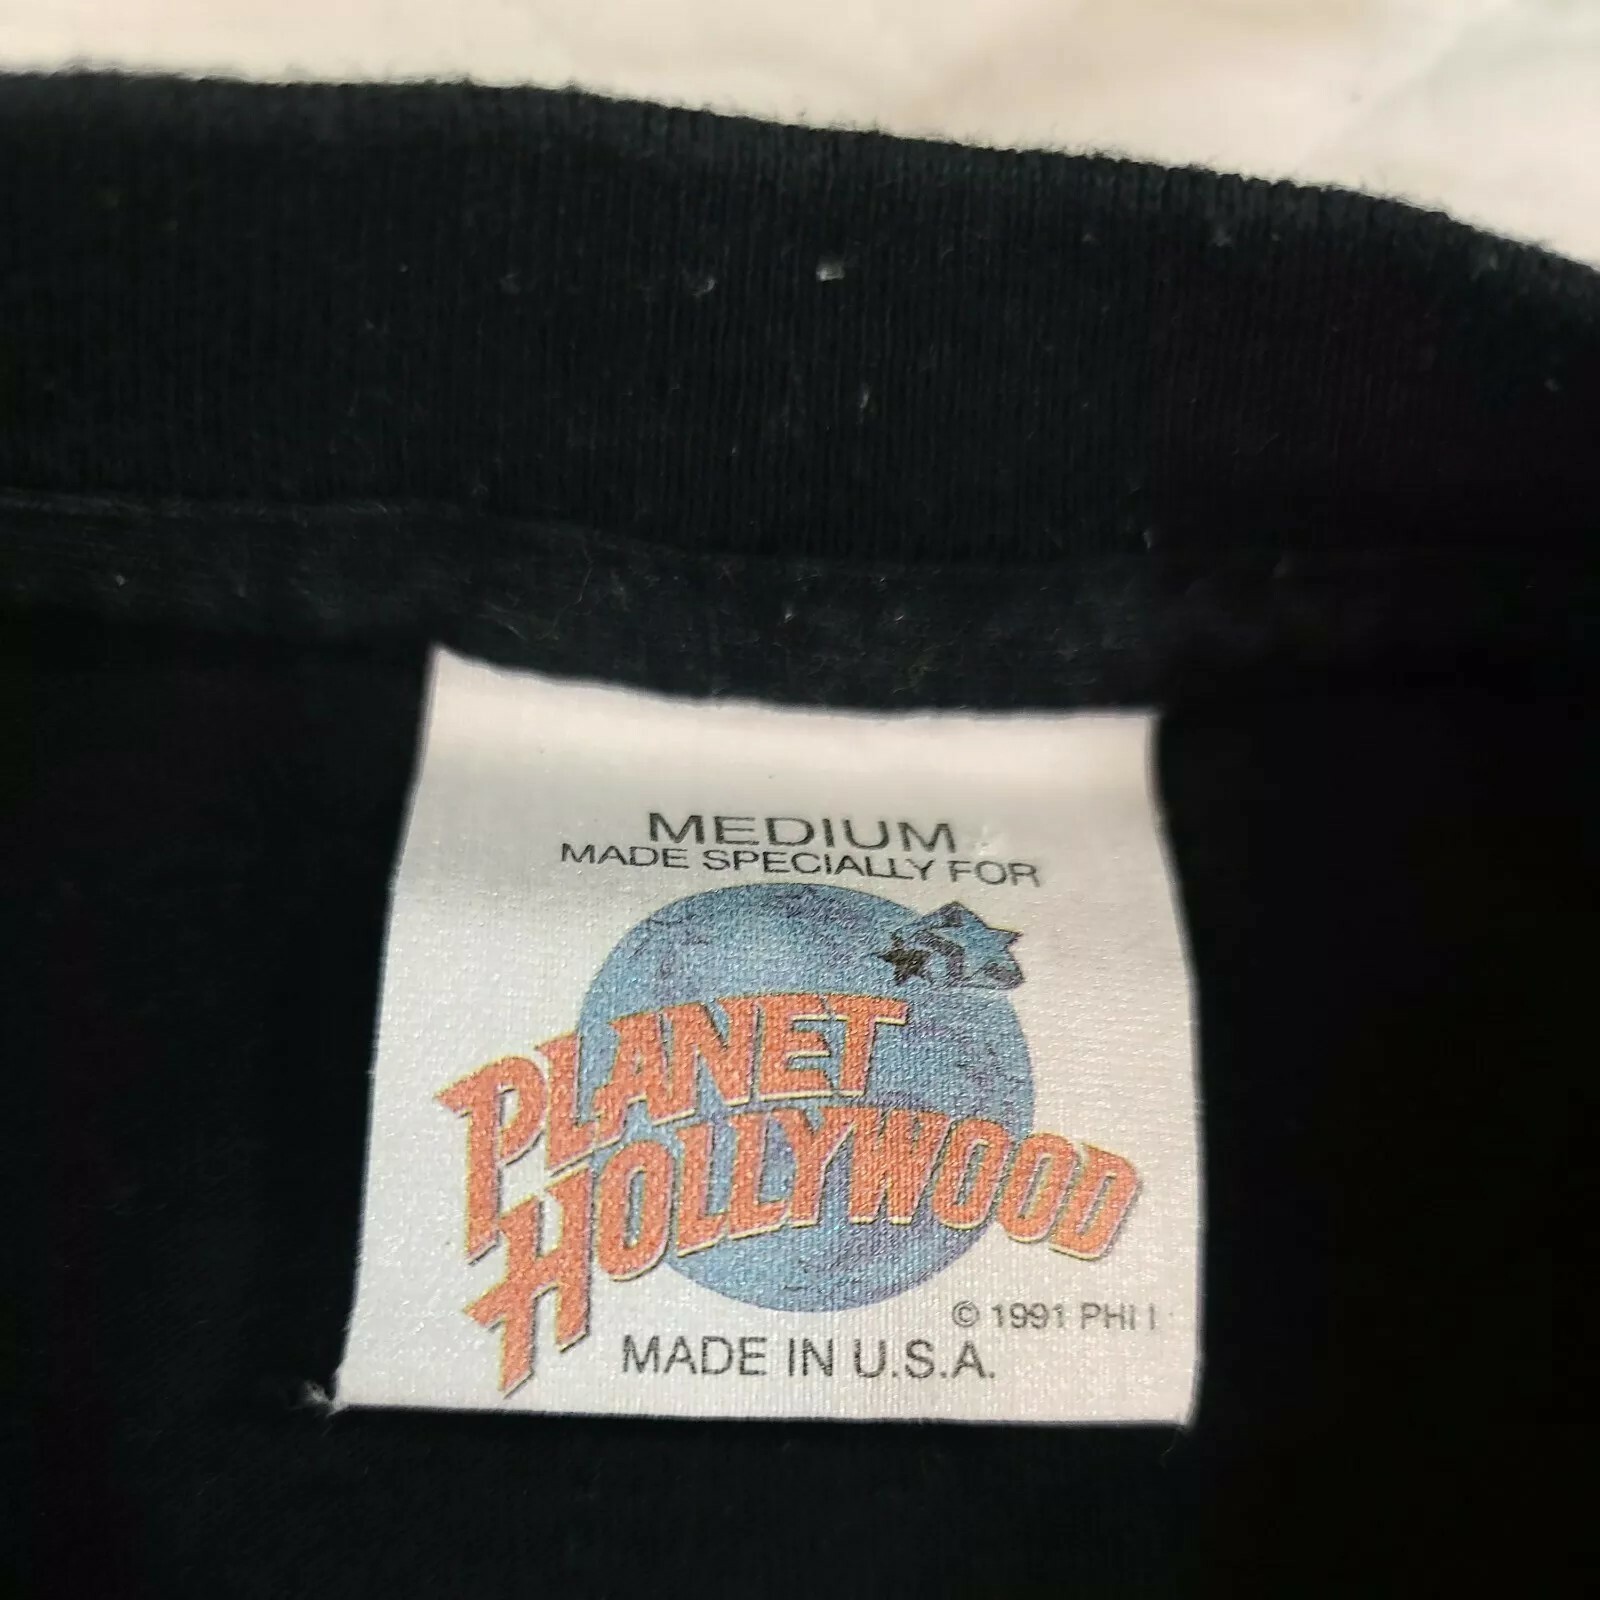 MEDIUM
MADE SPECIALLY FOR
PLANET
HOLLYWOOD
© 1991 PHI I
MADE IN U.S.A.